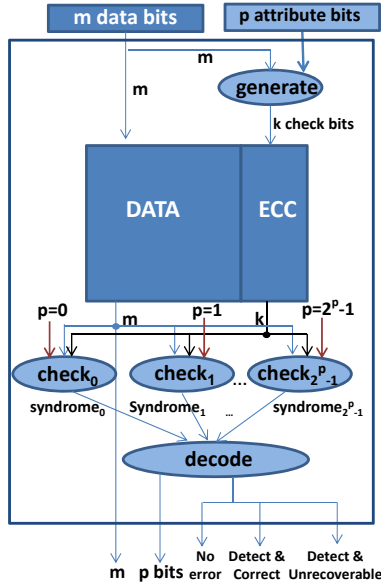 m data bits
p attribute bits
m
generate
m
k check bits
DATA
ECC
p=0
m
p=1
k
p=2ᵖ-1
check₀
check₁
...
check₂ᵖ₋₁
syndrome₀
Syndrome₁
...
syndrome₂ᵖ₋₁
decode
m
p bits
No error
Detect & Correct
Detect & Unrecoverable